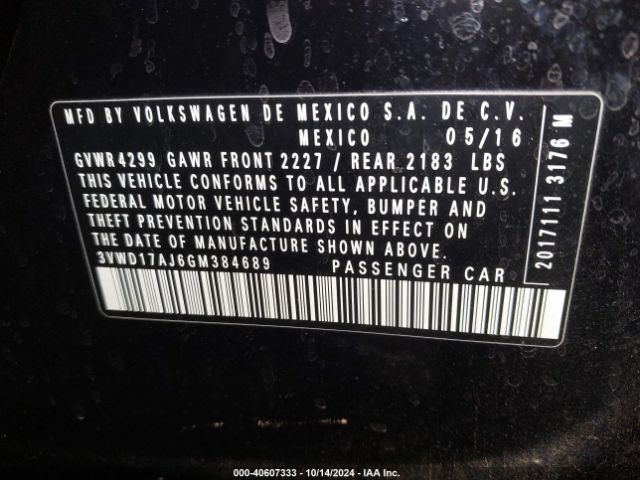 MFD BY VOLKSWAGEN DE MEXICO S.A. DE C.V.
MEXICO 05/16
GVWR 4299 GAWR FRONT 2227 / REAR 2183 LBS
THIS VEHICLE CONFORMS TO ALL APPLICABLE U.S.
FEDERAL MOTOR VEHICLE SAFETY, BUMPER AND
THEFT PREVENTION STANDARDS IN EFFECT ON
THE DATE OF MANUFACTURE SHOWN ABOVE.
3VWD17AJ6GM384689 PASSENGER CAR
2017111 3176 M
000-40607333 - 10/14/2024 - IAA Inc.